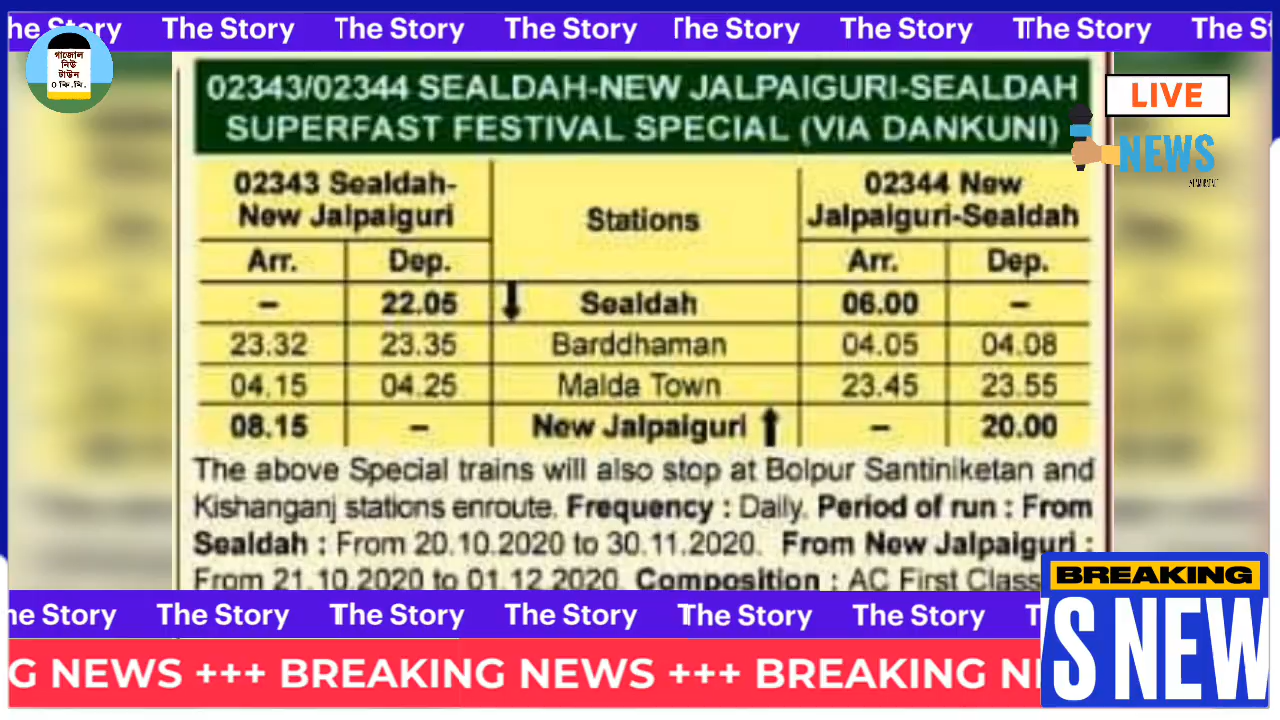 he Story The Story The Story The Story The Story The Story The Story The S
গাজোল
নিউ
টাউন
০ কি.মি.
02343/02344 SEALDAH-NEW JALPAIGURI-SEALDAH
SUPERFAST FESTIVAL SPECIAL (VIA DANKUNI)
LIVE
NEWS
02343 Sealdah-
New Jalpaiguri
Stations
02344 New
Jalpaiguri-Sealdah
Arr. Dep. Arr. Dep.
– 22.05 Sealdah 06.00 –
23.32 23.35 Barddhaman 04.05 04.08
04.15 04.25 Malda Town 23.45 23.55
08.15 – New Jalpaiguri – 20.00
The above Special trains will also stop at Bolpur Santiniketan and
Kishanganj stations enroute. Frequency : Daily. Period of run : From
Sealdah : From 20.10.2020 to 30.11.2020. From New Jalpaiguri :
From 21.10.2020 to 01.12.2020. Composition : AC First Class
he Story The Story The Story The Story The Story The Story T
BREAKING
'S NEW
G NEWS +++ BREAKING NEWS +++ BREAKING NE